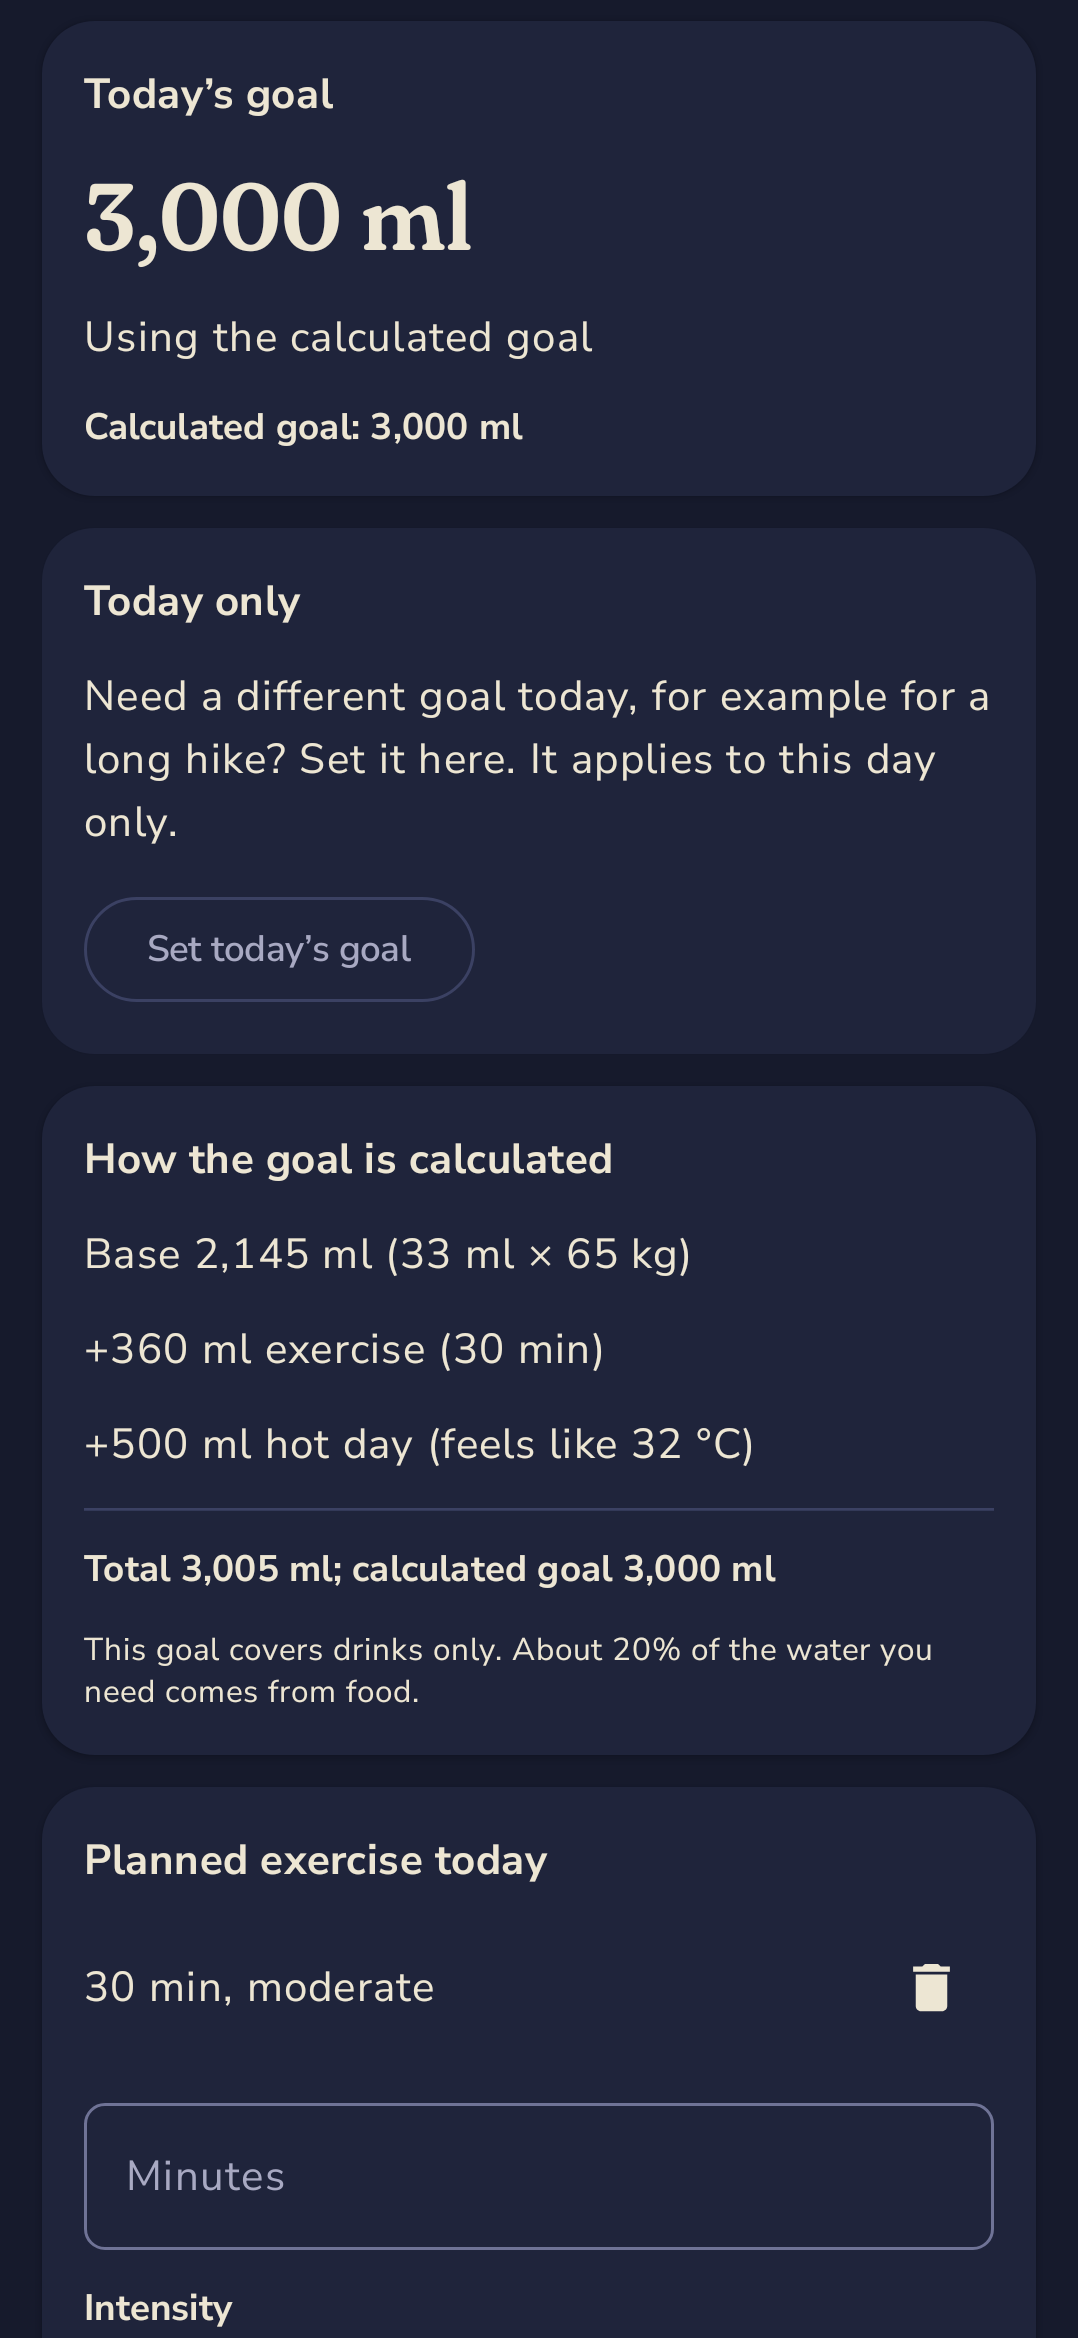 Today’s goal
3,000 ml
Using the calculated goal
Calculated goal: 3,000 ml
Today only
Need a different goal today, for example for a
long hike? Set it here. It applies to this day
only.
Set today’s goal
How the goal is calculated
Base 2,145 ml (33 ml × 65 kg)
+360 ml exercise (30 min)
+500 ml hot day (feels like 32 °C)
Total 3,005 ml; calculated goal 3,000 ml
This goal covers drinks only. About 20% of the water you
need comes from food.
Planned exercise today
30 min, moderate
Minutes
Intensity